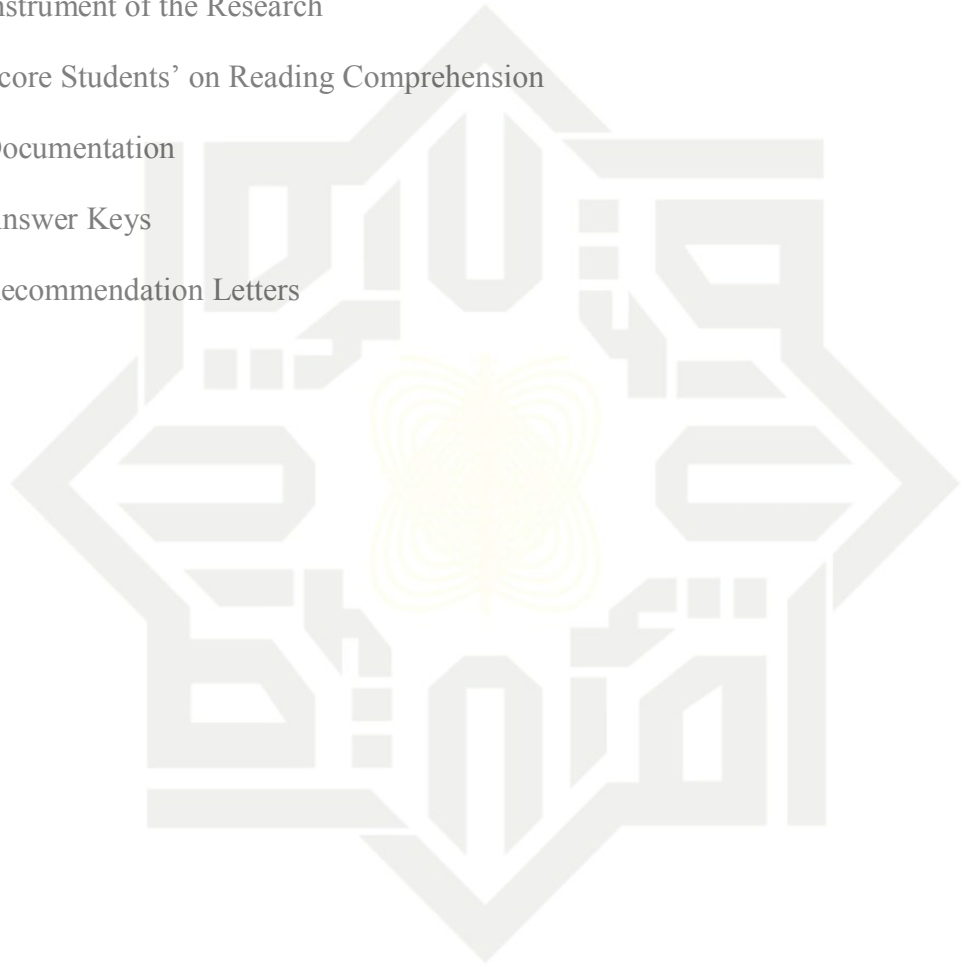 nstrument of the Research
core Students’ on Reading Comprehension
ocumentation
nswer Keys
ecommendation Letters